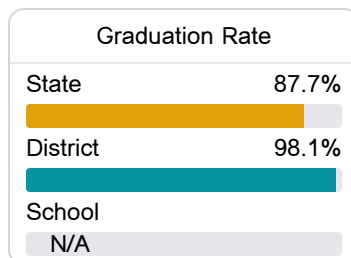 Graduation Rate
State 87.7%
District 98.1%
School
N/A